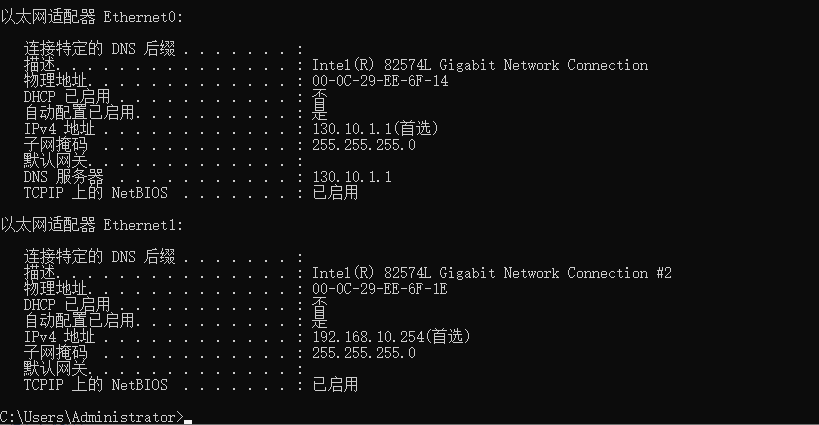 以太网适配器 Ethernet0:
连接特定的 DNS 后缀 . . . . . . . :
描述. . . . . . . . . . . . . . . : Intel(R) 82574L Gigabit Network Connection
物理地址. . . . . . . . . . . . . : 00-0C-29-EE-6F-14
DHCP 已启用 . . . . . . . . . . . : 否
自动配置已启用. . . . . . . . . . : 是
IPv4 地址 . . . . . . . . . . . . : 130.10.1.1(首选)
子网掩码  . . . . . . . . . . . . : 255.255.255.0
默认网关. . . . . . . . . . . . . :
DNS 服务器  . . . . . . . . . . . : 130.10.1.1
TCPIP 上的 NetBIOS  . . . . . . . : 已启用
以太网适配器 Ethernet1:
连接特定的 DNS 后缀 . . . . . . . :
描述. . . . . . . . . . . . . . . : Intel(R) 82574L Gigabit Network Connection #2
物理地址. . . . . . . . . . . . . : 00-0C-29-EE-6F-1E
DHCP 已启用 . . . . . . . . . . . : 否
自动配置已启用. . . . . . . . . . : 是
IPv4 地址 . . . . . . . . . . . . : 192.168.10.254(首选)
子网掩码  . . . . . . . . . . . . : 255.255.255.0
默认网关. . . . . . . . . . . . . :
TCPIP 上的 NetBIOS  . . . . . . . : 已启用
C:\Users\Administrator>